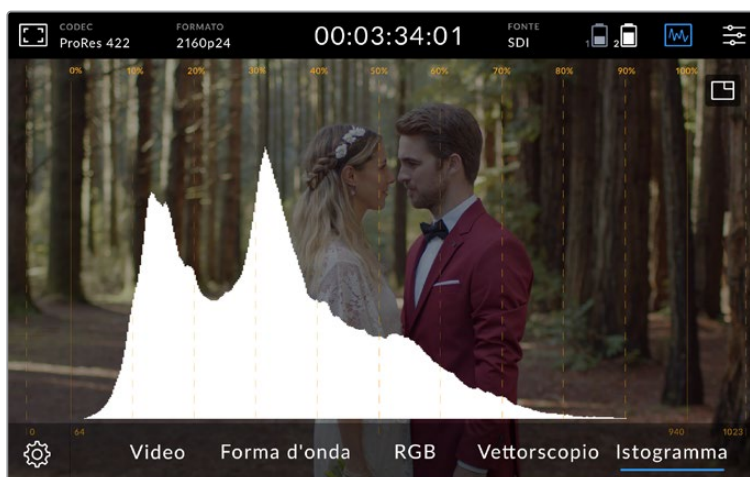 CODEC FORMATO FONTE
ProRes 422 2160p24 00:03:34:01 SDI 1 2
0% 10% 20% 30% 40% 50% 60% 70% 80% 90% 100%
0 64 940 1023
Video Forma d'onda RGB Vettorscopio Istogramma